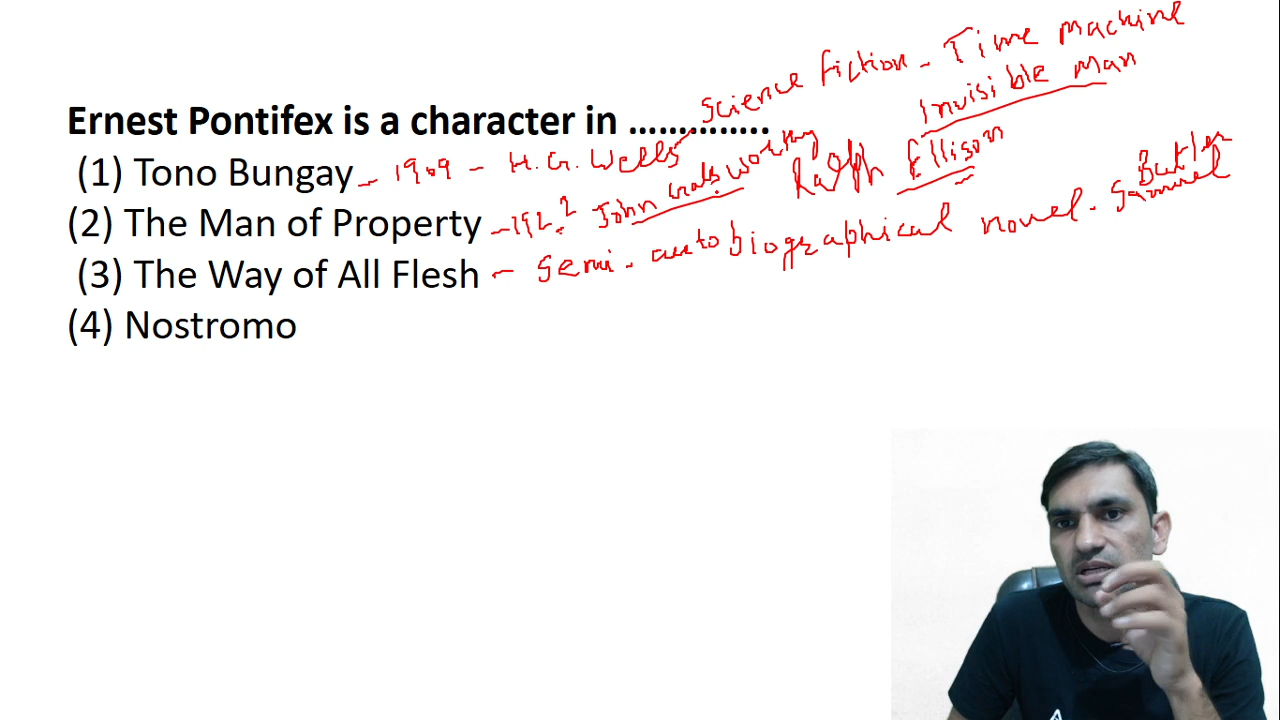 Science Fiction - Time Machine
Invisible Man
Ernest Pontifex is a character in …………..
(1) Tono Bungay - 1909 - H.G. Wells
Ralph Ellison
(2) The Man of Property - 192? John Galsworthy
(3) The Way of All Flesh - Semi-autobiographical novel. Samuel
Butler
(4) Nostromo